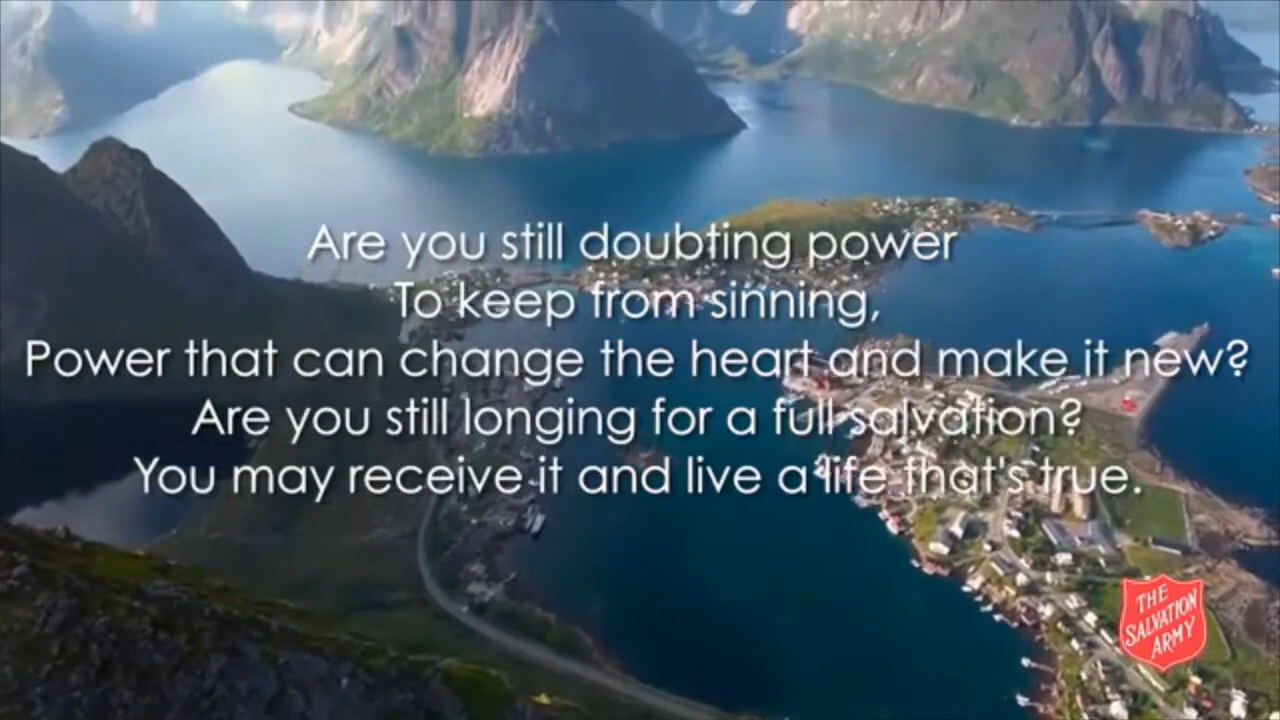 Are you still doubting power
To keep from sinning,
Power that can change the heart and make it new?
Are you still longing for a full salvation?
You may receive it and live a life that's true.
THE
SALVATION
ARMY